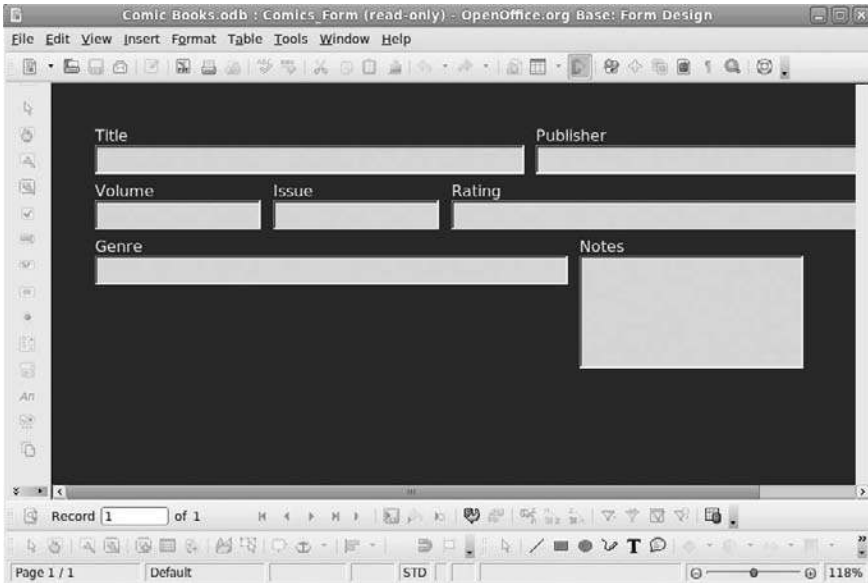 Comic Books.odb : Comics_Form (read-only) - OpenOffice.org Base: Form Design
File Edit View Insert Format Table Tools Window Help
Title Publisher
Volume Issue Rating
Genre Notes
Record 1 of 1
Page 1 / 1 Default STD 118%